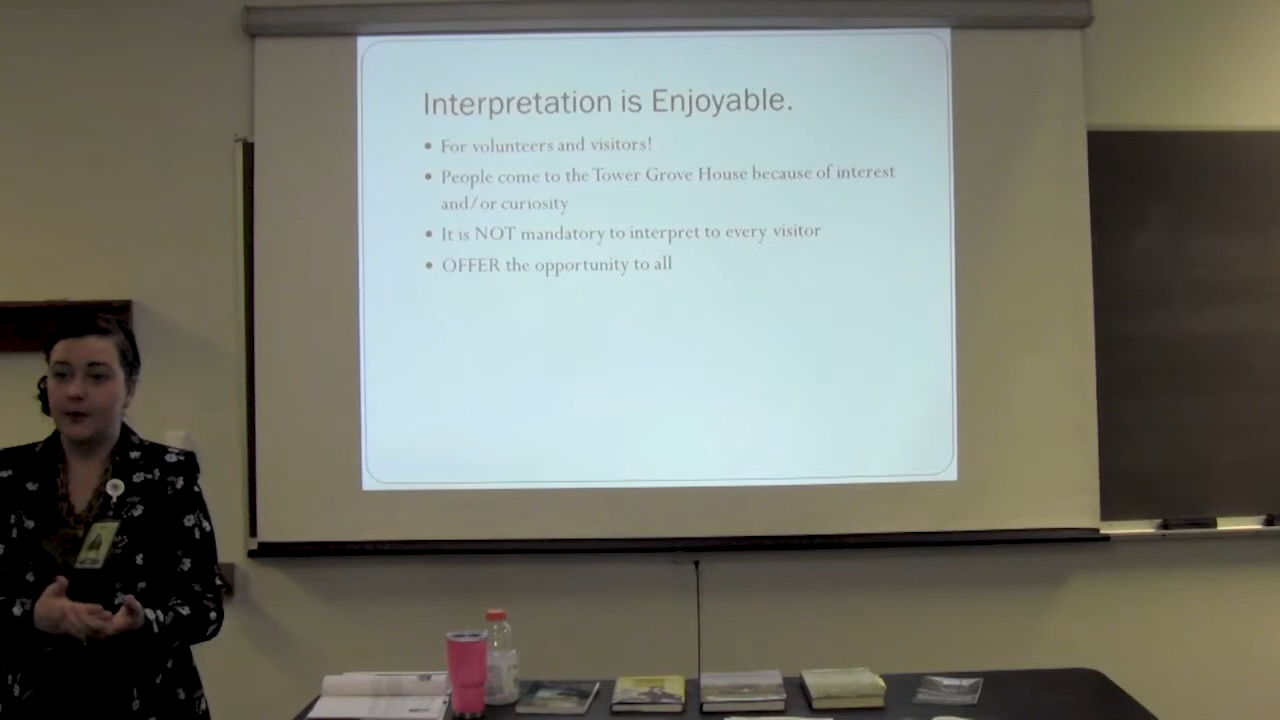 Interpretation is Enjoyable.
• For volunteers and visitors!
• People come to the Tower Grove House because of interest
and/or curiosity
• It is NOT mandatory to interpret to every visitor
• OFFER the opportunity to all